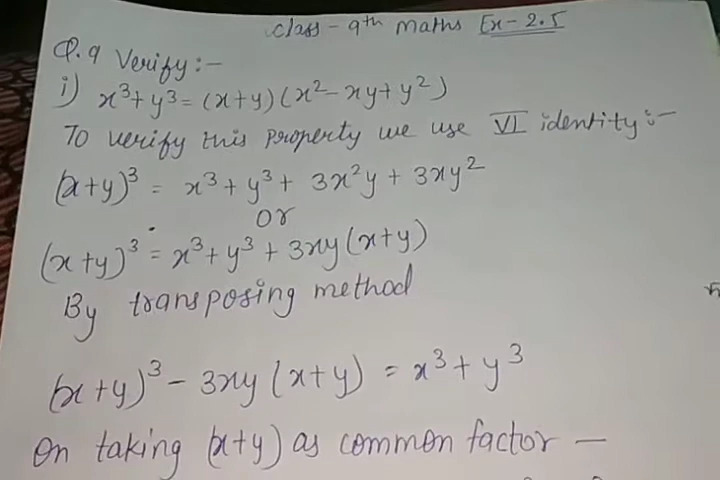 class - 9th maths Ex-2.5
Q.9 Verify :-
i) x³+y³ = (x+y)(x²-xy+y²)
To verify this property we use VI identity :-
(x+y)³ = x³+y³+ 3x²y + 3xy²
or
(x+y)³ = x³+y³+3xy(x+y)
By transposing method
(x+y)³ - 3xy (x+y) = x³+y³
On taking (x+y) as common factor —